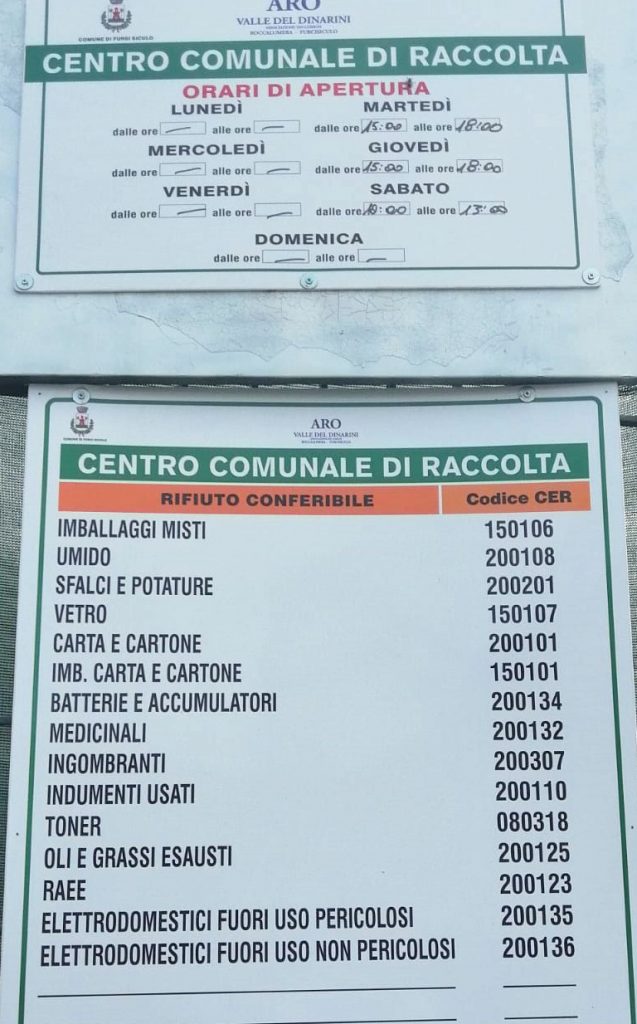 COMUNE DI FURCI SICULO
ARO
VALLE DEL DINARINI
ROCCALUMERA - FURCISICULO
CENTRO COMUNALE DI RACCOLTA
ORARI DI APERTURA
LUNEDÌ MARTEDÌ
dalle ore — alle ore — dalle ore 15:00 alle ore 18:00
MERCOLEDÌ GIOVEDÌ
dalle ore — alle ore — dalle ore 15:00 alle ore 18:00
VENERDÌ SABATO
dalle ore — alle ore — dalle ore 10:00 alle ore 13:00
DOMENICA
dalle ore — alle ore —
ARO
VALLE DEL DINARINI
CENTRO COMUNALE DI RACCOLTA
RIFIUTO CONFERIBILE Codice CER
IMBALLAGGI MISTI 150106
UMIDO 200108
SFALCI E POTATURE 200201
VETRO 150107
CARTA E CARTONE 200101
IMB. CARTA E CARTONE 150101
BATTERIE E ACCUMULATORI 200134
MEDICINALI 200132
INGOMBRANTI 200307
INDUMENTI USATI 200110
TONER 080318
OLI E GRASSI ESAUSTI 200125
RAEE 200123
ELETTRODOMESTICI FUORI USO PERICOLOSI 200135
ELETTRODOMESTICI FUORI USO NON PERICOLOSI 200136